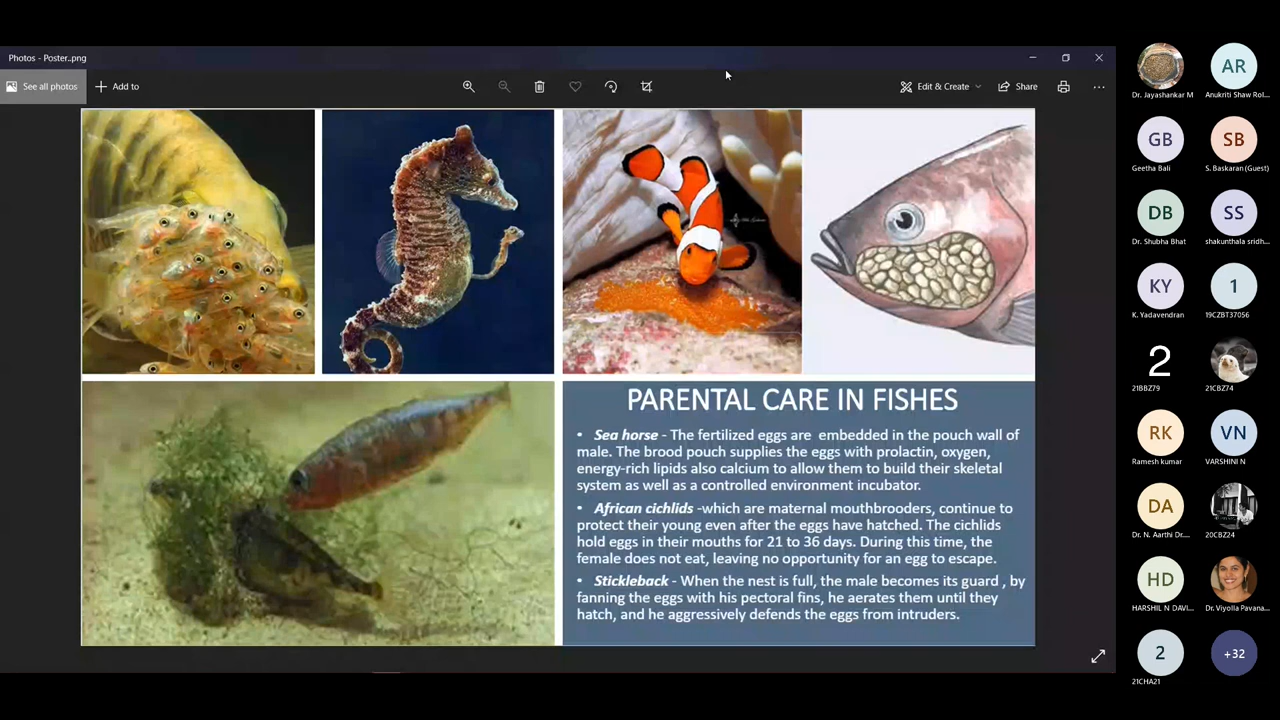 Photos - Poster..png
See all photos
Add to
Edit & Create
Share
PARENTAL CARE IN FISHES
• Sea horse - The fertilized eggs are embedded in the pouch wall of
male. The brood pouch supplies the eggs with prolactin, oxygen,
energy-rich lipids also calcium to allow them to build their skeletal
system as well as a controlled environment incubator.
• African cichlids -which are maternal mouthbrooders, continue to
protect their young even after the eggs have hatched. The cichlids
hold eggs in their mouths for 21 to 36 days. During this time, the
female does not eat, leaving no opportunity for an egg to escape.
• Stickleback - When the nest is full, the male becomes its guard , by
fanning the eggs with his pectoral fins, he aerates them until they
hatch, and he aggressively defends the eggs from intruders.
Dr. Jayashankar M
AR
Anukriti Shaw Rol...
GB
Geetha Bali
SB
S. Baskaran (Guest)
DB
Dr. Shubha Bhat
SS
shakunthala sridh...
KY
K. Yadavendran
1
19CZBT37056
2
21BBZ79
21CBZ74
RK
Ramesh kumar
VN
VARSHINI N
DA
Dr. N. Aarthi Dr....
20CBZ24
HD
HARSHIL N DAVI...
Dr. Viyolla Pavana...
2
21CHA21
+32